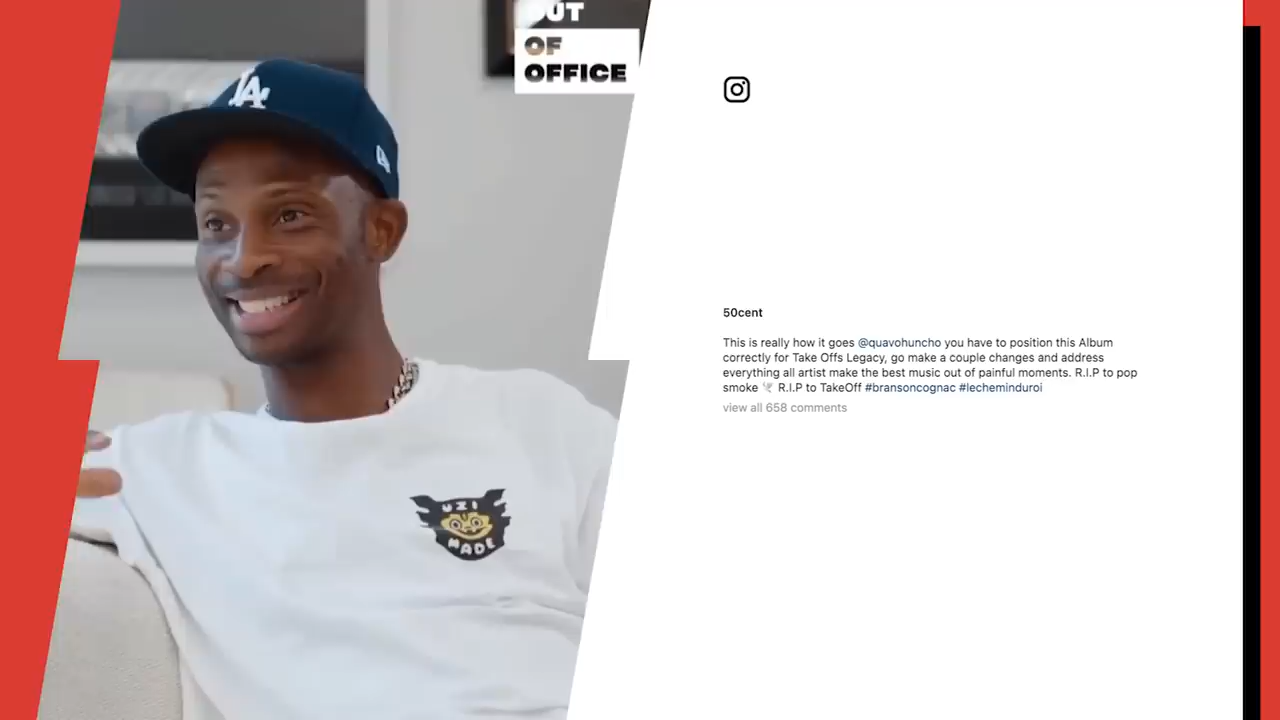 OUT
OF
OFFICE
LA
UZI
MADE
50cent
This is really how it goes @quavohuncho you have to position this Album
correctly for Take Offs Legacy, go make a couple changes and address
everything all artist make the best music out of painful moments. R.I.P to pop
smoke 🕊 R.I.P to TakeOff #bransoncognac #lecheminduroi
view all 658 comments